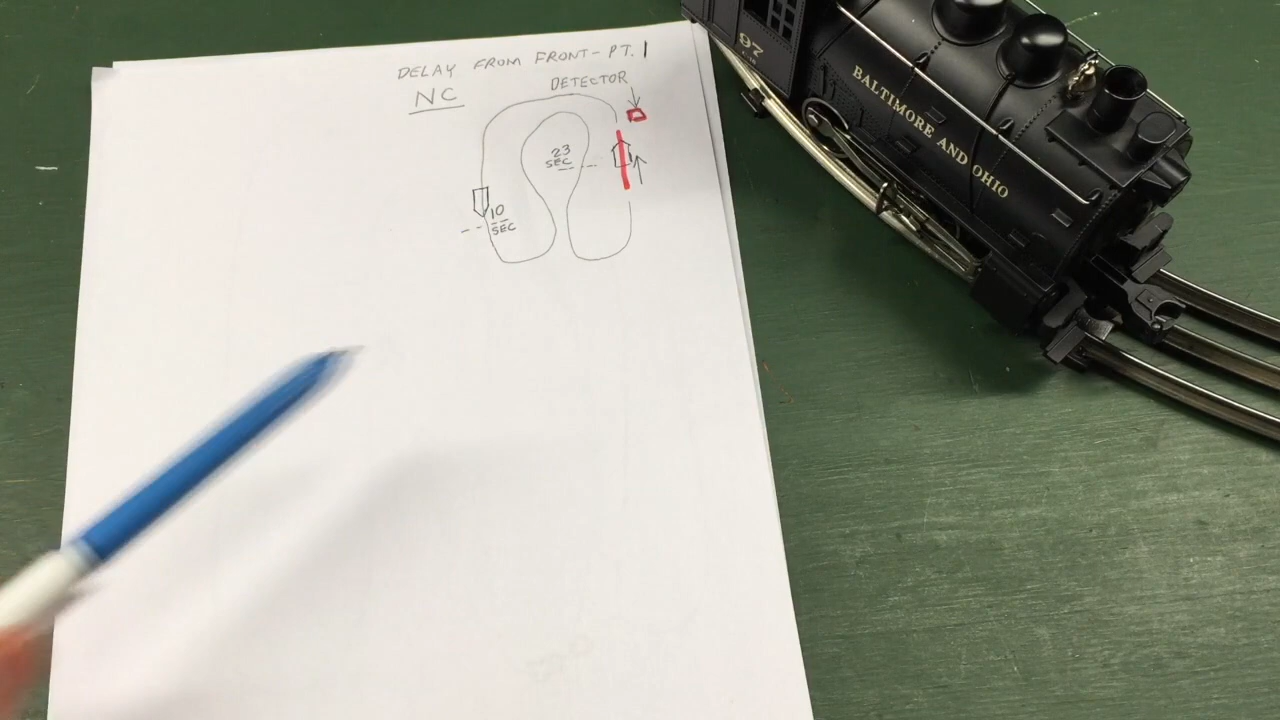 DELAY FROM FRONT-PT. 1
NC
DETECTOR
23
SEC
10
SEC
97
BALTIMORE AND OHIO